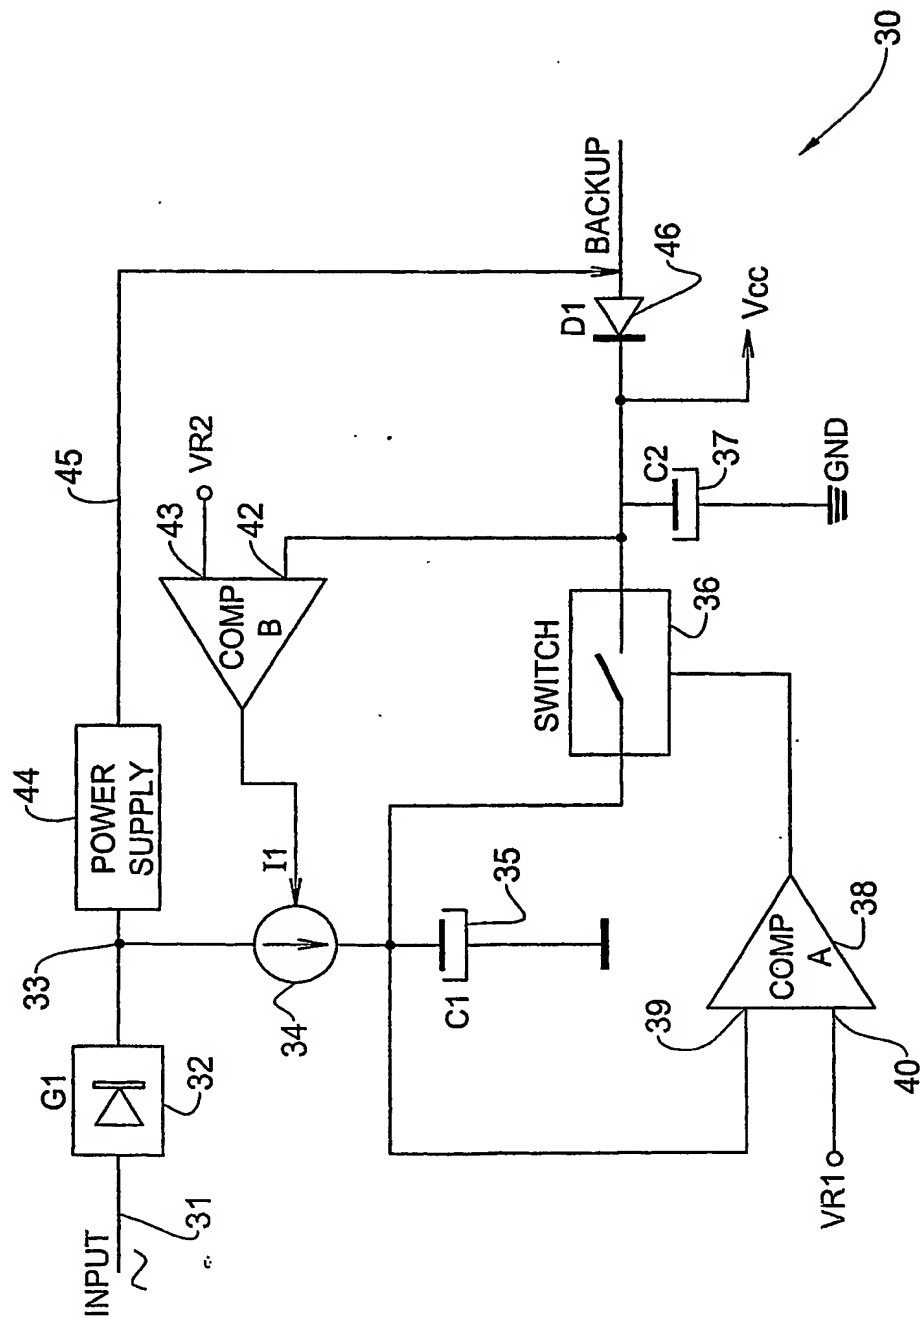 30
INPUT
~
31
G1
32
33
44
POWER
SUPPLY
45
43
VR2
42
COMP
B
I1
34
C1
35
SWITCH
36
C2
37
GND
D1
46
BACKUP
Vcc
39
COMP
A
38
40
VR1